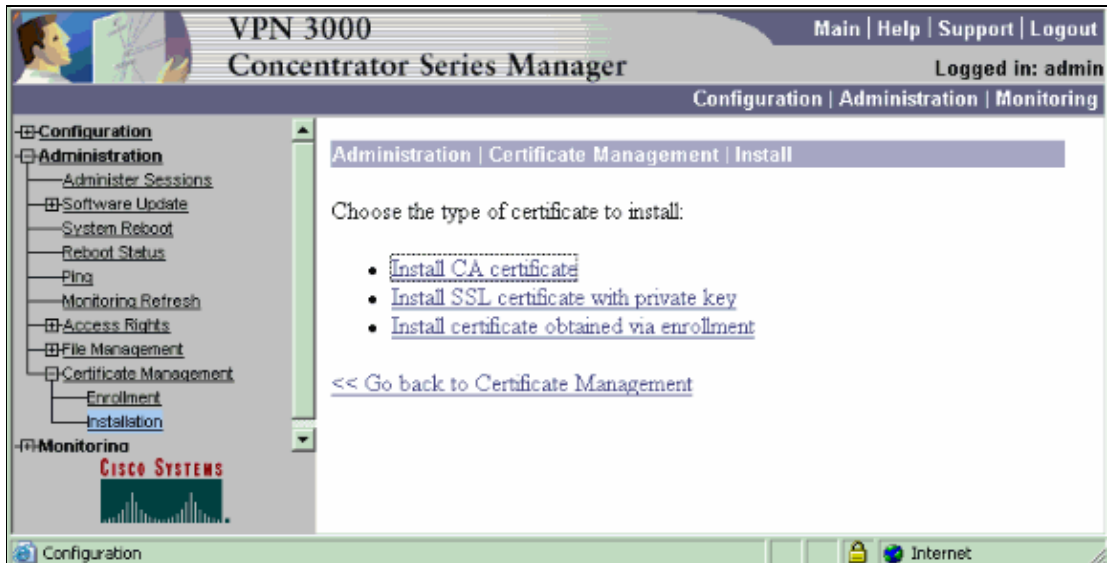 VPN 3000
Concentrator Series Manager
Main | Help | Support | Logout
Logged in: admin
Configuration | Administration | Monitoring
Configuration
Administration
Administer Sessions
Software Update
System Reboot
Reboot Status
Ping
Monitoring Refresh
Access Rights
File Management
Certificate Management
Enrollment
Installation
Monitoring
CISCO SYSTEMS
Administration | Certificate Management | Install
Choose the type of certificate to install:
• Install CA certificate
• Install SSL certificate with private key
• Install certificate obtained via enrollment
<< Go back to Certificate Management
Configuration
Internet